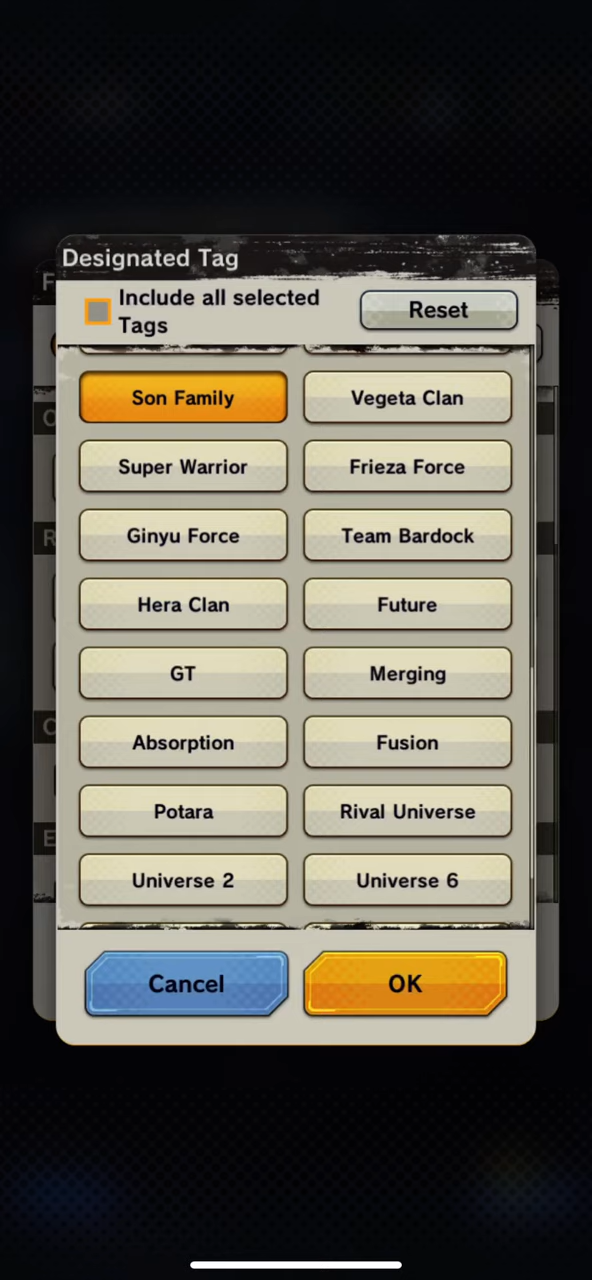 Designated Tag
Include all selected
Tags
Reset
Son Family
Vegeta Clan
Super Warrior
Frieza Force
Ginyu Force
Team Bardock
Hera Clan
Future
GT
Merging
Absorption
Fusion
Potara
Rival Universe
Universe 2
Universe 6
Cancel
OK